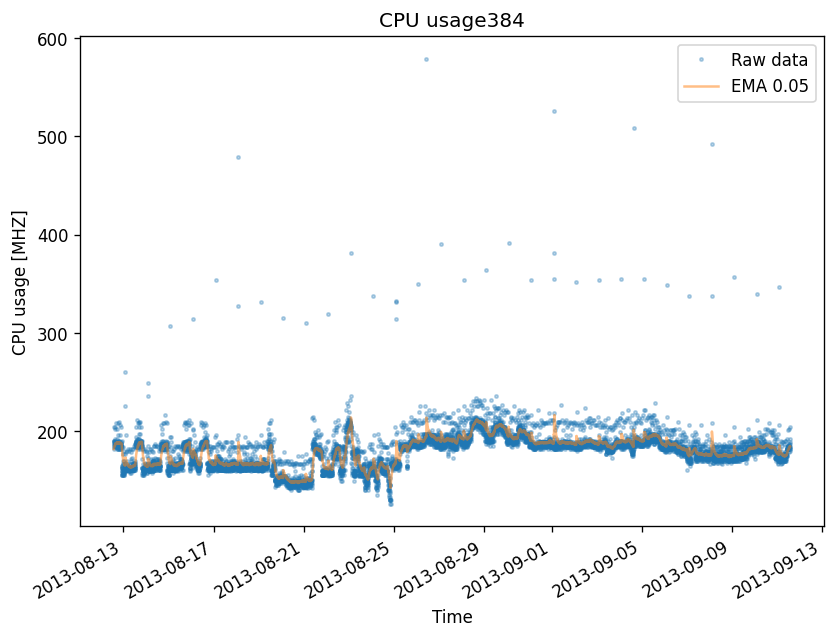 CPU usage384
600
500
400
300
200
CPU usage [MHZ]
Raw data
EMA 0.05
2013-08-13
2013-08-17
2013-08-21
2013-08-25
2013-08-29
2013-09-01
2013-09-05
2013-09-09
2013-09-13
Time